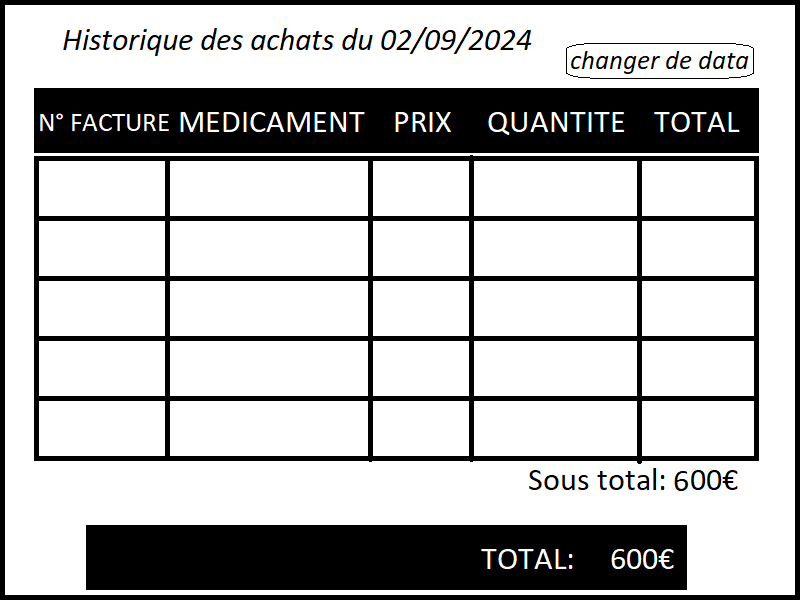 Historique des achats du 02/09/2024
changer de data
N° FACTURE MEDICAMENT PRIX QUANTITE TOTAL
Sous total: 600€
TOTAL: 600€